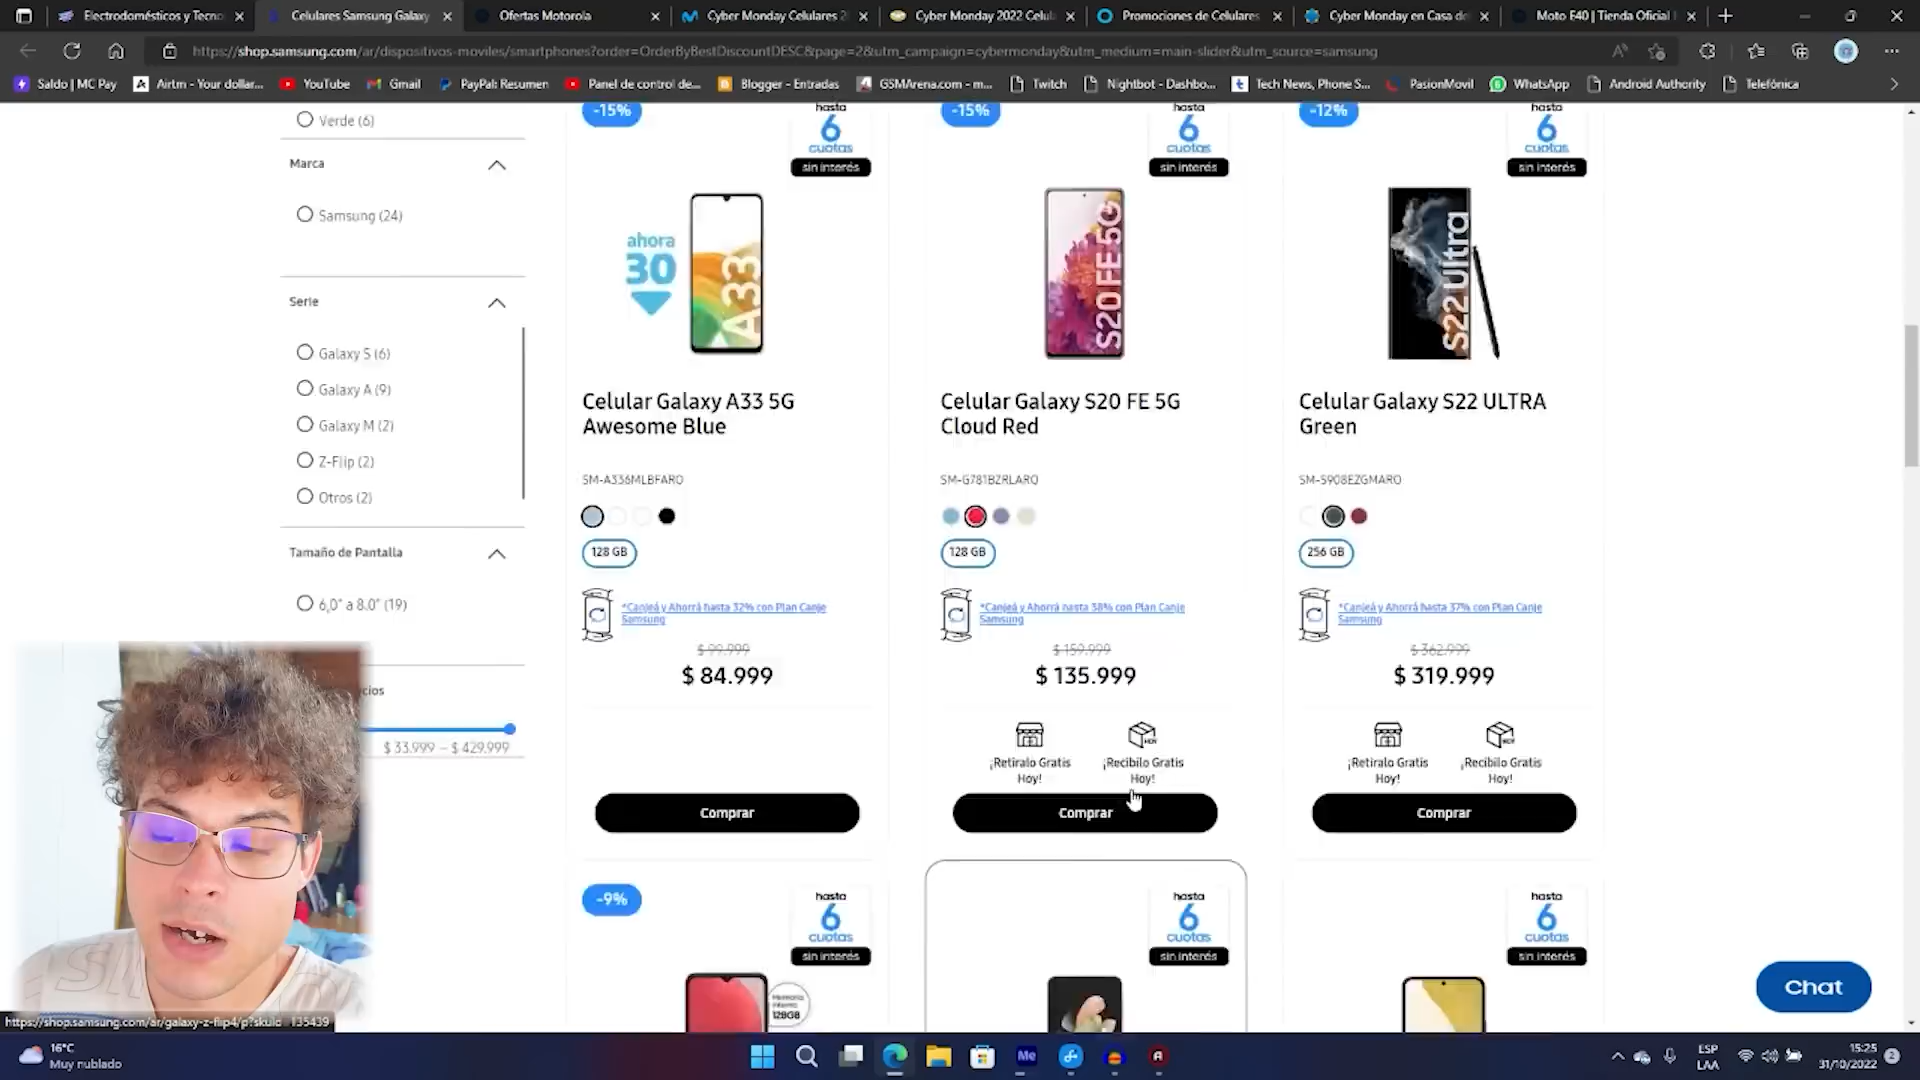 Electrodomésticos y Tecno
Celulares Samsung Galaxy
Ofertas Motorola
Cyber Monday Celulares 2
Cyber Monday 2022 Celul
Promociones de Celulares
Cyber Monday en Casa de
Moto E40 | Tienda Oficial
https://shop.samsung.com/ar/dispositivos-moviles/smartphones?order=OrderByBestDiscountDESC&page=2&utm_campaign=cybermonday&utm_medium=main-slider&utm_source=samsung
Saldo | MC Pay
Airtm - Your dollar...
YouTube
Gmail
PayPal: Resumen
Panel de control de...
Blogger - Entradas
GSMArena.com - m...
Twitch
Nightbot - Dashbo...
Tech News, Phone S...
PasionMovil
WhatsApp
Android Authority
Telefónica
Verde (6)
Marca
Samsung (24)
Serie
Galaxy S (6)
Galaxy A (9)
Galaxy M (2)
Z-Flip (2)
Otros (2)
Tamaño de Pantalla
6,0" a 8.0" (19)
cios
$ 33.999 – $ 429.999
-15%
hasta
6
cuotas
sin interés
ahora
30
A33
Celular Galaxy A33 5G
Awesome Blue
SM-A336MLBFARO
128 GB
*Canjeá y Ahorrá hasta 32% con Plan Canje
Samsung
$ 99.999
$ 84.999
Comprar
-15%
hasta
6
cuotas
sin interés
S20 FE 5G
Celular Galaxy S20 FE 5G
Cloud Red
SM-G781BZRLARO
128 GB
*Canjeá y Ahorrá hasta 38% con Plan Canje
Samsung
$ 159.999
$ 135.999
¡Retiralo Gratis
Hoy!
¡Recibilo Gratis
Hoy!
Comprar
-12%
hasta
6
cuotas
sin interés
S22 Ultra
Celular Galaxy S22 ULTRA
Green
SM-S908EZGMARO
256 GB
*Canjeá y Ahorrá hasta 37% con Plan Canje
Samsung
$ 362.999
$ 319.999
¡Retiralo Gratis
Hoy!
¡Recibilo Gratis
Hoy!
Comprar
-9%
hasta
6
cuotas
sin interés
Memoria
Interna
128GB
hasta
6
cuotas
sin interés
hasta
6
cuotas
sin interés
Chat
https://shop.samsung.com/ar/galaxy-z-flip4/p?skuId=135439
16°C
Muy nublado
Me
ESP
LAA
15:25
31/10/2022
2